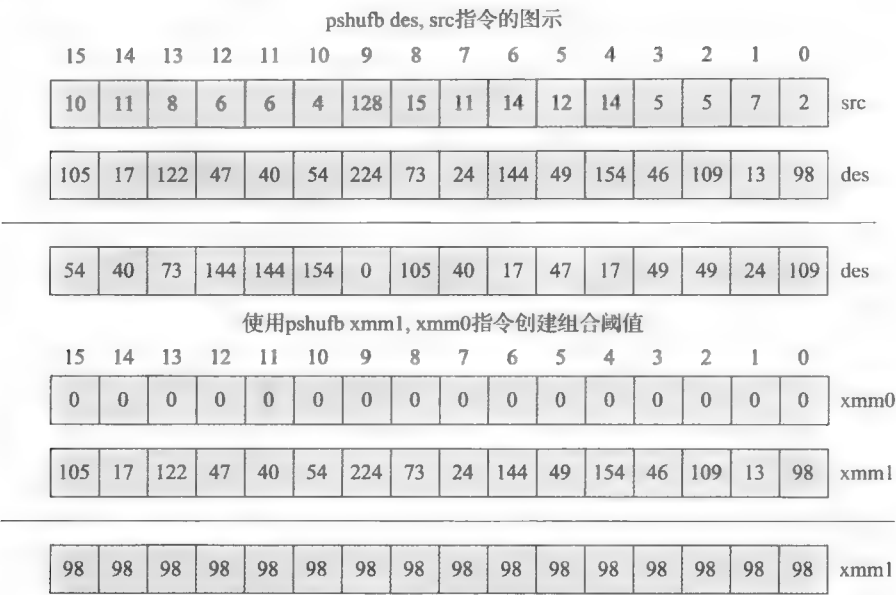 pshufb des, src指令的图示
15 14 13 12 11 10 9 8 7 6 5 4 3 2 1 0
10 11 8 6 6 4 128 15 11 14 12 14 5 5 7 2 src
105 17 122 47 40 54 224 73 24 144 49 154 46 109 13 98 des
54 40 73 144 144 154 0 105 40 17 47 17 49 49 24 109 des
使用pshufb xmm1, xmm0指令创建组合阈值
15 14 13 12 11 10 9 8 7 6 5 4 3 2 1 0
0 0 0 0 0 0 0 0 0 0 0 0 0 0 0 0 xmm0
105 17 122 47 40 54 224 73 24 144 49 154 46 109 13 98 xmm1
98 98 98 98 98 98 98 98 98 98 98 98 98 98 98 98 xmm1